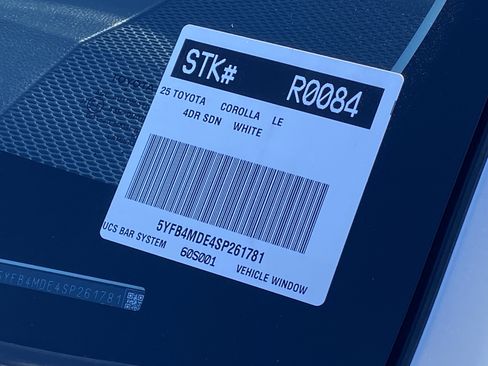 STK# R0084
25 TOYOTA COROLLA LE
4DR SDN WHITE
5YFB4MDE4SP261781
UCS BAR SYSTEM 60S001 VEHICLE WINDOW
5YFB4MDE4SP261781